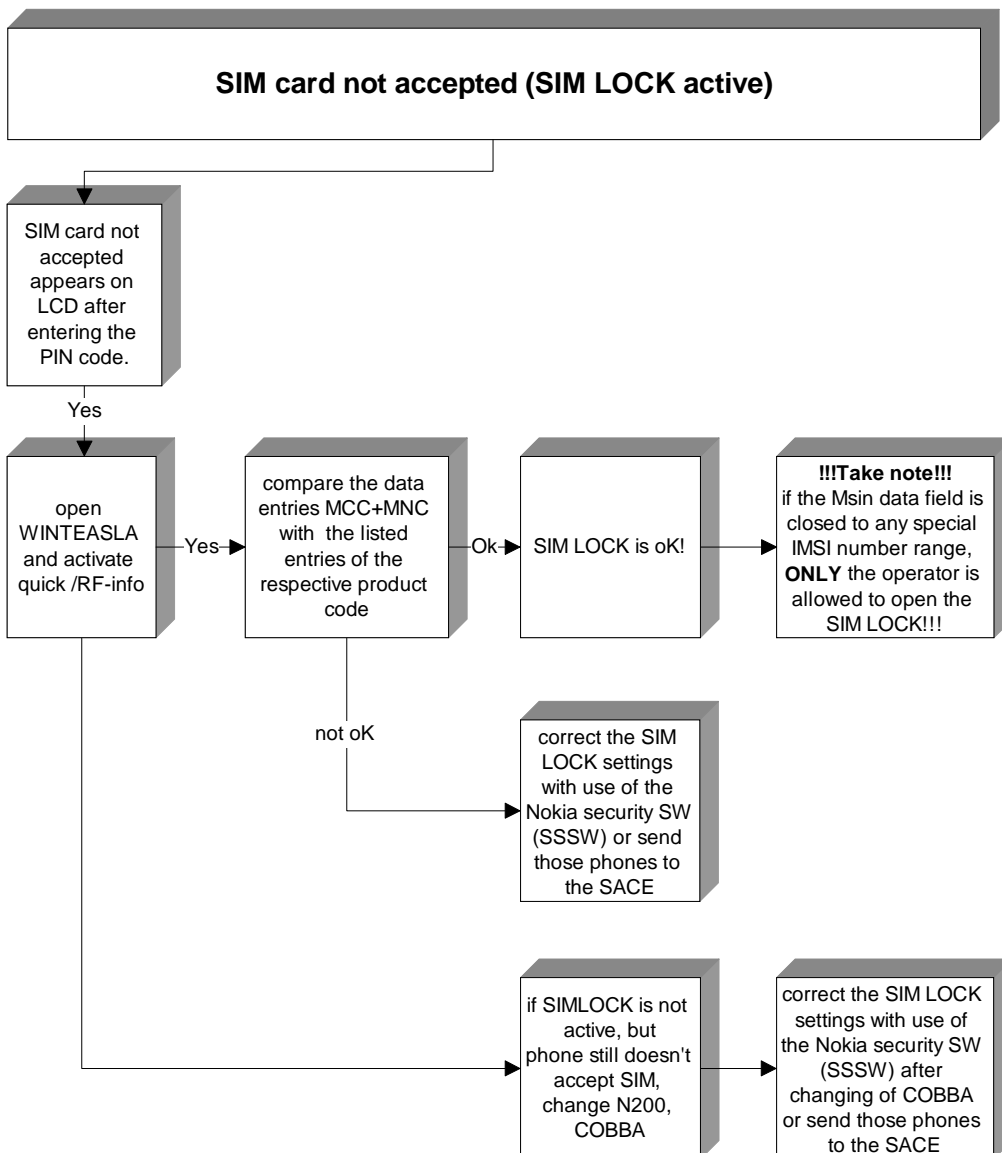 SIM card not accepted (SIM LOCK active)
SIM card not
accepted
appears on
LCD after
entering the
PIN code.
Yes
open
WINTEASLA
and activate
quick /RF-info
Yes
compare the data
entries MCC+MNC
with the listed
entries of the
respective product
code
Ok
SIM LOCK is oK!
!!!Take note!!!
if the Msin data field is
closed to any special
IMSI number range,
ONLY the operator is
allowed to open the
SIM LOCK!!!
not oK
correct the SIM
LOCK settings
with use of the
Nokia security SW
(SSSW) or send
those phones to
the SACE
if SIMLOCK is not
active, but
phone still doesn't
accept SIM,
change N200,
COBBA
correct the SIM LOCK
settings with use of
the Nokia security SW
(SSSW) after
changing of COBBA
or send those phones
to the SACE